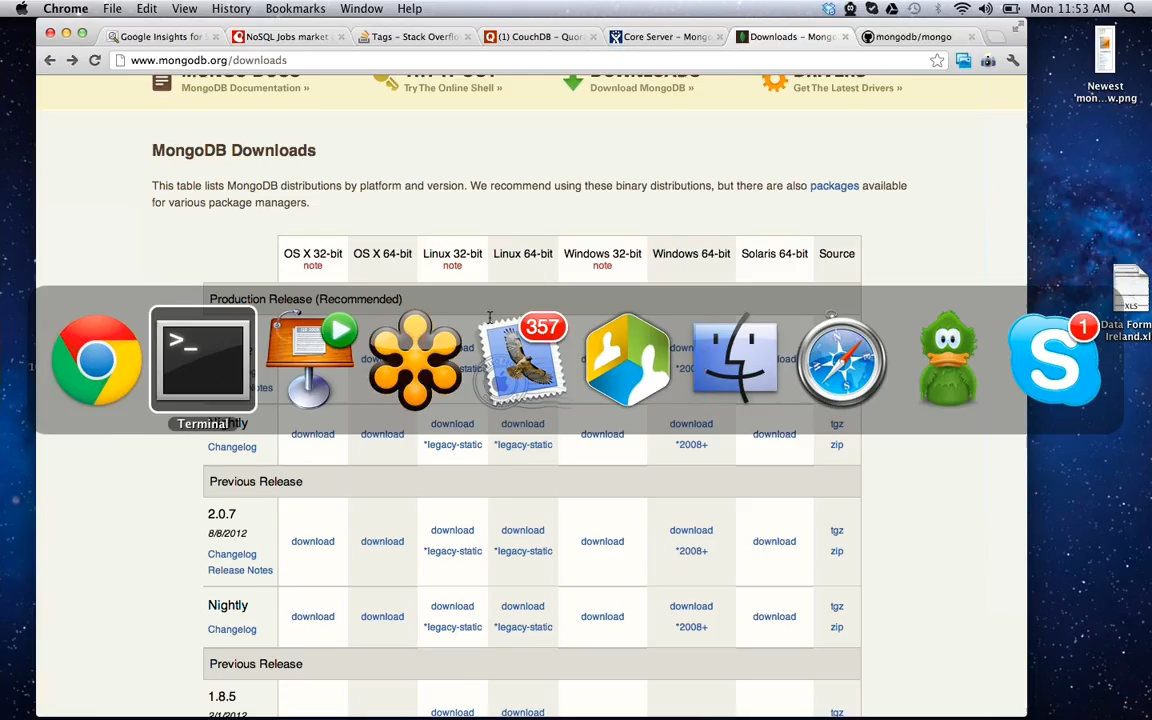 Chrome File Edit View History Bookmarks Window Help Mon 11:53 AM
Google Insights for NoSQL Jobs market Tags - Stack Overflo (1) CouchDB - Quor Core Server - Mongo Downloads - Mongo mongodb/mongo
www.mongodb.org/downloads
MongoDB Documentation » Try The Online Shell » Download MongoDB » Get The Latest Drivers »
Newest
'mon...w.png
MongoDB Downloads
This table lists MongoDB distributions by platform and version. We recommend using these binary distributions, but there are also packages available
for various package managers.
OS X 32-bit OS X 64-bit Linux 32-bit Linux 64-bit Windows 32-bit Windows 64-bit Solaris 64-bit Source
note note note
Production Release (Recommended)
357
1
XLS
Data Form
Ireland.xl
>_
Terminal
Nightly download download download download download download download tgz
Changelog *legacy-static *legacy-static *2008+ zip
Previous Release
2.0.7
8/8/2012
download download download download download download download tgz
Changelog *legacy-static *legacy-static *2008+ zip
Release Notes
Nightly download download download download download download download tgz
Changelog *legacy-static *legacy-static *2008+ zip
Previous Release
1.8.5
2/1/2012 download download download tgz